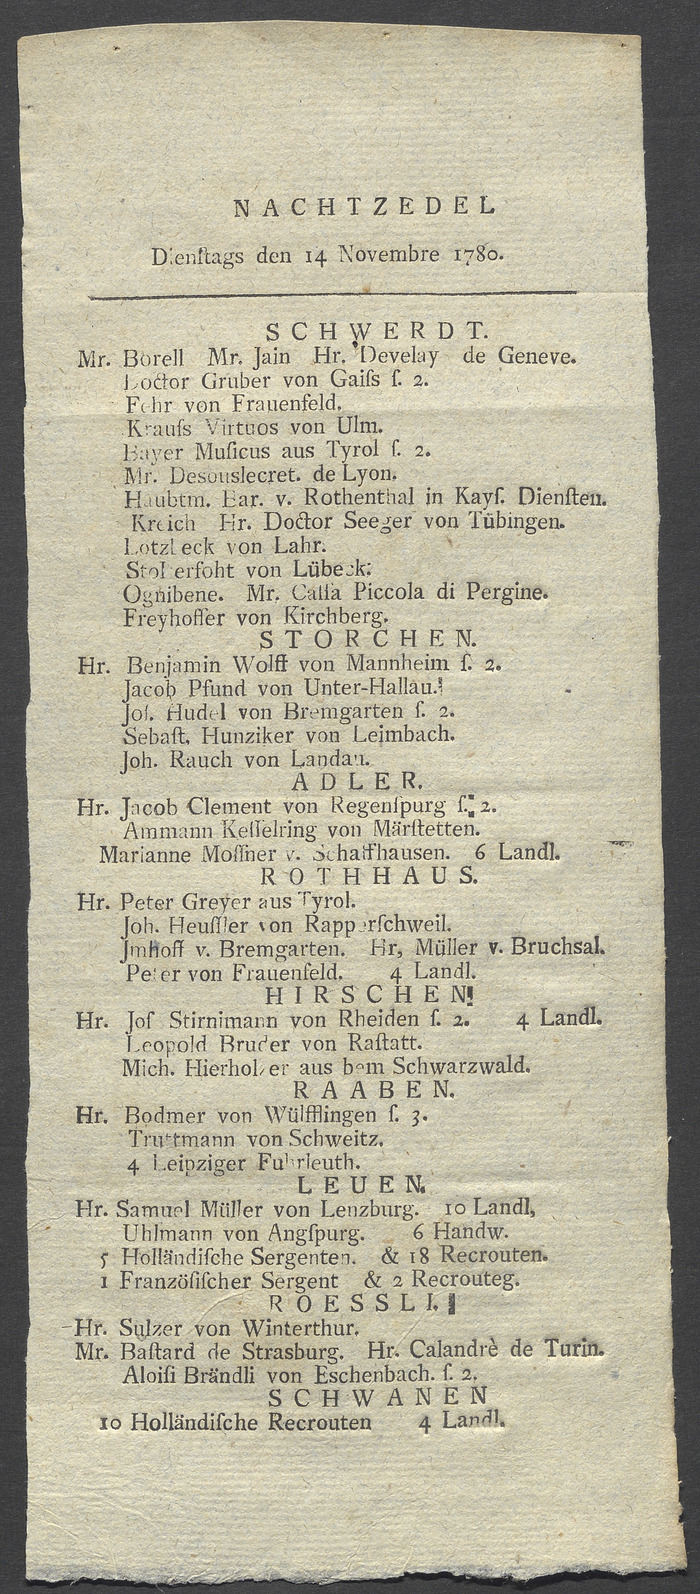 NACHTZEDEL
Dienſtags den 14 Novembre 1780.
SCHWERDT.
Mr. Borell Mr. Jain Hr. Develay de Geneve.
Doctor Gruber von Gaiſs ſ. 2.
Fehr von Frauenfeld.
Krauſs Virtuos von Ulm.
Bayer Muſicus aus Tyrol ſ. 2.
Mr. Desouslecret. de Lyon.
Haubtm. Bar. v. Rothenthal in Kayſ. Dienſten.
Kreich Hr. Doctor Seeger von Tübingen.
Lotzbeck von Lahr.
von Lübeck.
Ognibene. Mr. Caſſa Piccola di Pergine.
Freyhoffer von Kirchberg.
STORCHEN.
Hr. Benjamin Wolff von Mannheim ſ. 2.
Jacob Pfund von Unter-Hallau.
Joſ. Hudel von Bremgarten ſ. 2.
Sebaſt. Hunziker von Leimbach.
Joh. Rauch von Landau.
ADLER.
Hr. Jacob Clement von Regenſpurg ſ. 2.
Ammann Keſſelring von Märſtetten.
Marianne Moſſner v. Schaffhausen. 6 Landl.
ROTHHAUS.
Hr. Peter Greyer aus Tyrol.
Joh. Heuſſler von Rapperſchweil.
Jmhoff v. Bremgarten. Hr, Müller v. Bruchsal.
Peter von Frauenfeld. 4 Landl.
HIRSCHEN.
Hr. Joſ Stirnimann von Rheiden ſ. 2. 4 Landl.
Leopold Bruder von Raſtatt.
Mich. Hierholzer aus bem Schwarzwald.
RAABEN.
Hr. Bodmer von Wülfflingen ſ. 3.
Truttmann von Schweitz.
4 Leipziger Fuhrleuth.
LEUEN.
Hr. Samuel Müller von Lenzburg. 10 Landl,
Uhlmann von Angſpurg. 6 Handw.
5 Holländiſche Sergenten. & 18 Recrouten.
1 Franzöſiſcher Sergent & 2 Recrouteg.
ROESSLI.
Hr. Sulzer von Winterthur.
Mr. Baſtard de Strasburg. Hr. Calandrè de Turin.
Aloiſi Brändli von Eschenbach. ſ. 2.
SCHWANEN
10 Holländiſche Recrouten 4 Landl.